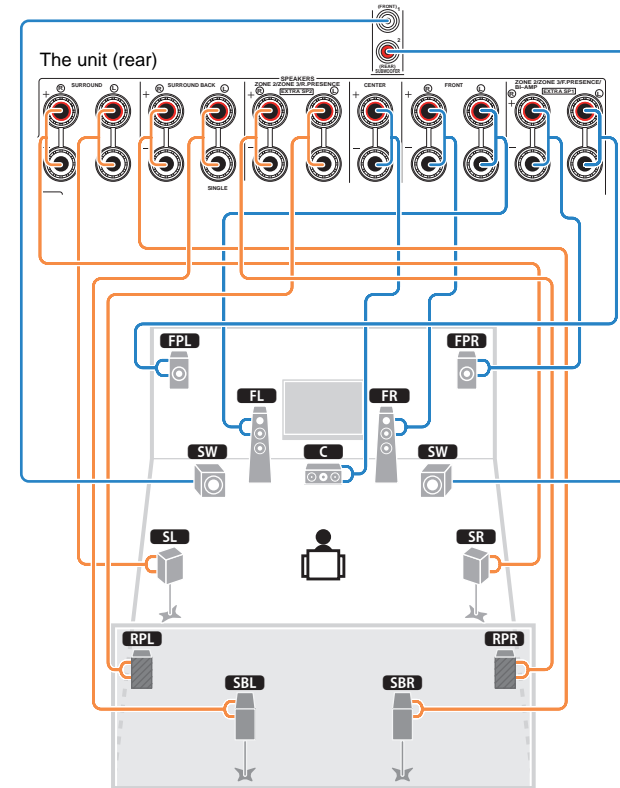 (FRONT) 1
2
(REAR)
SUBWOOFER
The unit (rear)
SPEAKERS
SURROUND
SURROUND BACK
ZONE 2/ZONE 3/R.PRESENCE
EXTRA SP2
CENTER
FRONT
ZONE 2/ZONE 3/F.PRESENCE/
BI-AMP
EXTRA SP1
R L R L R L R L R L
+ + + + + +
− − − − − −
SINGLE
FPL FPR
FL FR
SW C SW
SL SR
RPL RPR
SBL SBR